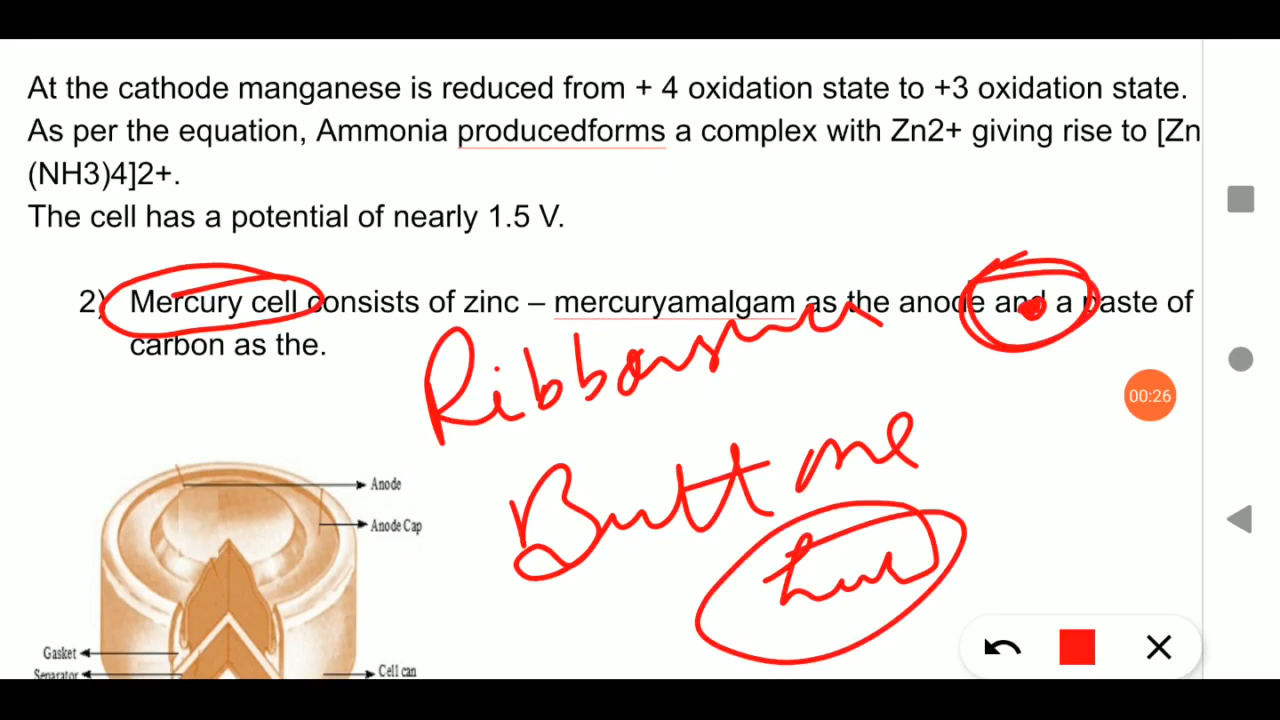 At the cathode manganese is reduced from + 4 oxidation state to +3 oxidation state.
As per the equation, Ammonia producedforms a complex with Zn2+ giving rise to [Zn
(NH3)4]2+.
The cell has a potential of nearly 1.5 V.
2) Mercury cell consists of zinc – mercuryamalgam as the anode and a paste of
carbon as the.
00:26
Anode
Anode Cap
Gasket
Separator
Cell can